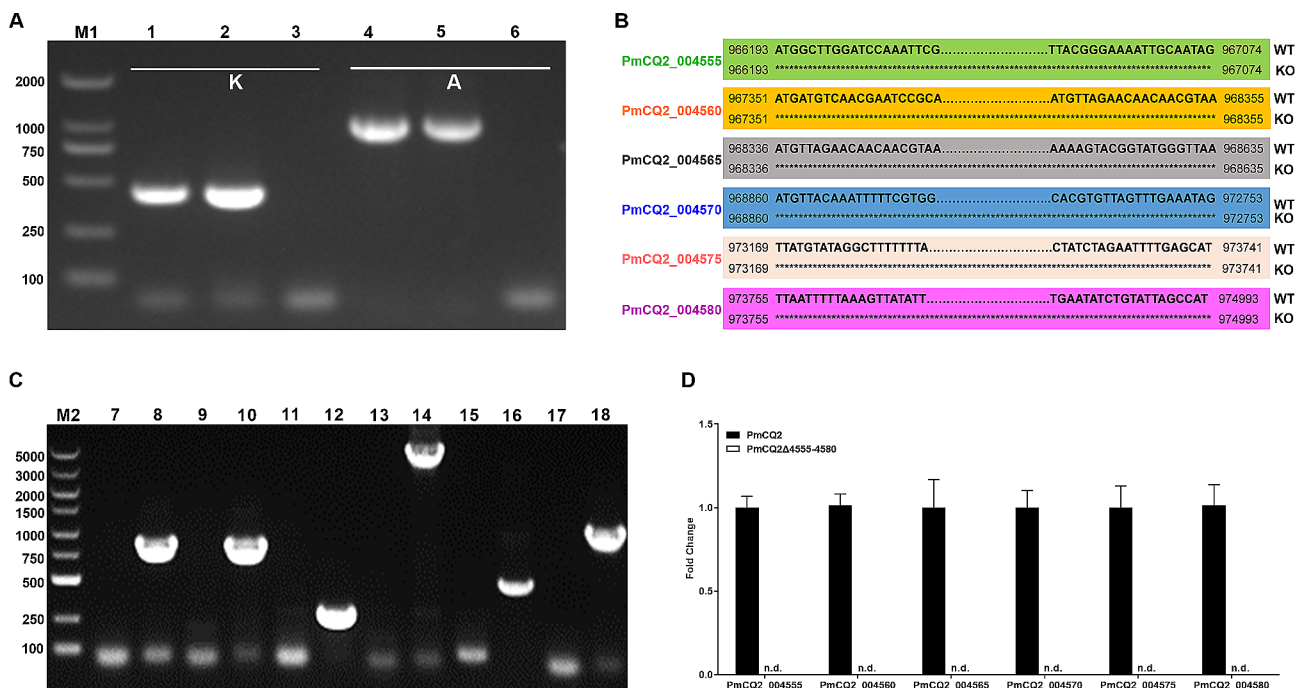 A
M1 1 2 3 4 5 6
K A
2000
1000
750
500
250
100
B
PmCQ2_004555
966193 ATGGCTTGGATCCAAATTCG......................TTACGGGAAAATTGCAATAG 967074 WT
966193 ******************** 967074 KO
PmCQ2_004560
967351 ATGATGTCAACGAATCCGCA......................ATGTTAGAACAACAACGTAA 968355 WT
967351 ******************** 968355 KO
PmCQ2_004565
968336 ATGTTAGAACAACAACGTAA......................AAAAGTACGGTATGGGTTAA 968635 WT
968336 ******************** 968635 KO
PmCQ2_004570
968860 ATGTTACAAATTTTTCGTGG......................CACGTGTTAGTTTGAAATAG 972753 WT
968860 ******************** 972753 KO
PmCQ2_004575
973169 TTATGTATAGGCTTTTTTTA......................CTATCTAGAATTTTGAGCAT 973741 WT
973169 ******************** 973741 KO
PmCQ2_004580
973755 TTAATTTTTAAAGTTATATT......................TGAATATCTGTATTAGCCAT 974993 WT
973755 ******************** 974993 KO
C
M2 7 8 9 10 11 12 13 14 15 16 17 18
5000
3000
2000
1500
1000
750
500
250
100
D
1.5
1.0
0.5
0.0
Fold Change
PmCQ2
PmCQ2Δ4555-4580
n.d. n.d. n.d. n.d. n.d. n.d.
PmCQ2_004555 PmCQ2_004560 PmCQ2_004565 PmCQ2_004570 PmCQ2_004575 PmCQ2_004580